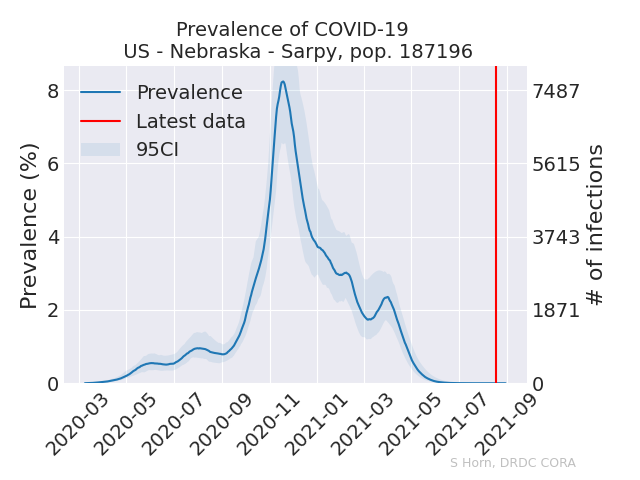 Prevalence of COVID-19
US - Nebraska - Sarpy, pop. 187196
Prevalence
Latest data
95CI
Prevalence (%)
8
6
4
2
0
7487
5615
3743
1871
0
# of infections
2020-03
2020-05
2020-07
2020-09
2020-11
2021-01
2021-03
2021-05
2021-07
2021-09
S Horn, DRDC CORA